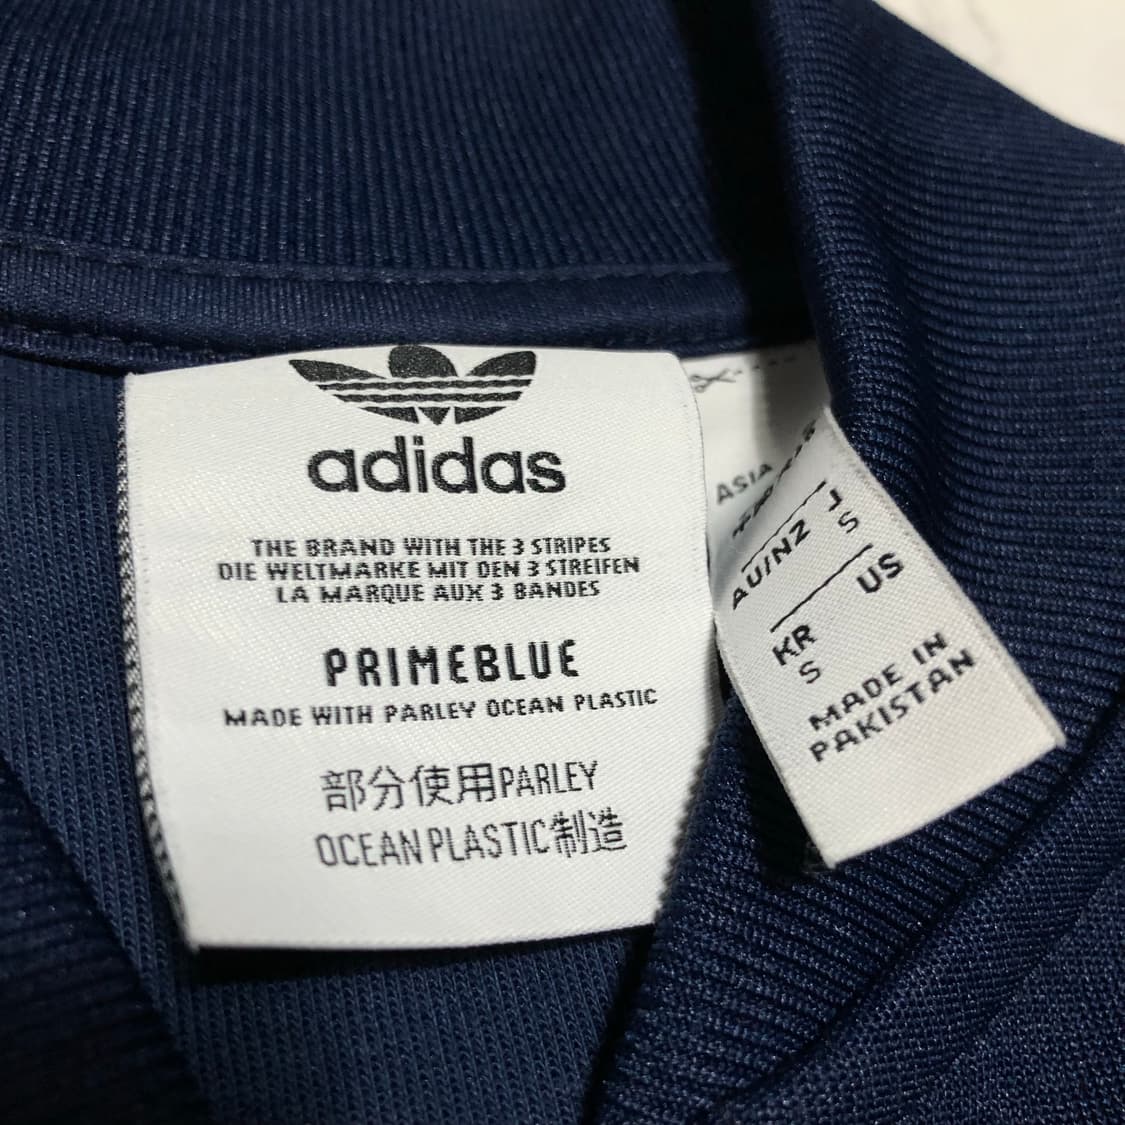 adidas
THE BRAND WITH THE 3 STRIPES
DIE WELTMARKE MIT DEN 3 STREIFEN
LA MARQUE AUX 3 BANDES
PRIMEBLUE
MADE WITH PARLEY OCEAN PLASTIC
部分使用PARLEY
OCEAN PLASTIC制造
ASIA
J
AU/NZ S
US
KR
S
MADE IN
PAKISTAN